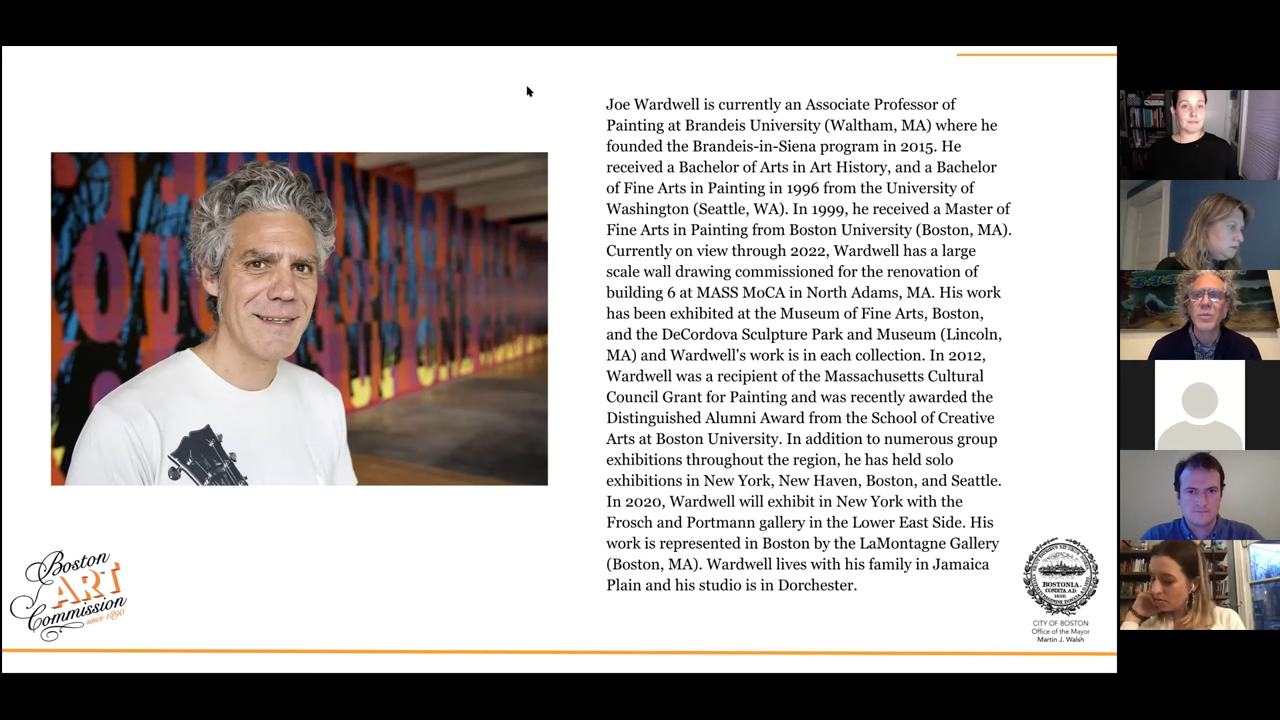 Joe Wardwell is currently an Associate Professor of
Painting at Brandeis University (Waltham, MA) where he
founded the Brandeis-in-Siena program in 2015. He
received a Bachelor of Arts in Art History, and a Bachelor
of Fine Arts in Painting in 1996 from the University of
Washington (Seattle, WA). In 1999, he received a Master of
Fine Arts in Painting from Boston University (Boston, MA).
Currently on view through 2022, Wardwell has a large
scale wall drawing commissioned for the renovation of
building 6 at MASS MoCA in North Adams, MA. His work
has been exhibited at the Museum of Fine Arts, Boston,
and the DeCordova Sculpture Park and Museum (Lincoln,
MA) and Wardwell's work is in each collection. In 2012,
Wardwell was a recipient of the Massachusetts Cultural
Council Grant for Painting and was recently awarded the
Distinguished Alumni Award from the School of Creative
Arts at Boston University. In addition to numerous group
exhibitions throughout the region, he has held solo
exhibitions in New York, New Haven, Boston, and Seattle.
In 2020, Wardwell will exhibit in New York with the
Frosch and Portmann gallery in the Lower East Side. His
work is represented in Boston by the LaMontagne Gallery
(Boston, MA). Wardwell lives with his family in Jamaica
Plain and his studio is in Dorchester.
Boston
ART
Commission
since 1890
BOSTONIA
CONDITA A.D.
1630.
CITY OF BOSTON
Office of the Mayor
Martin J. Walsh